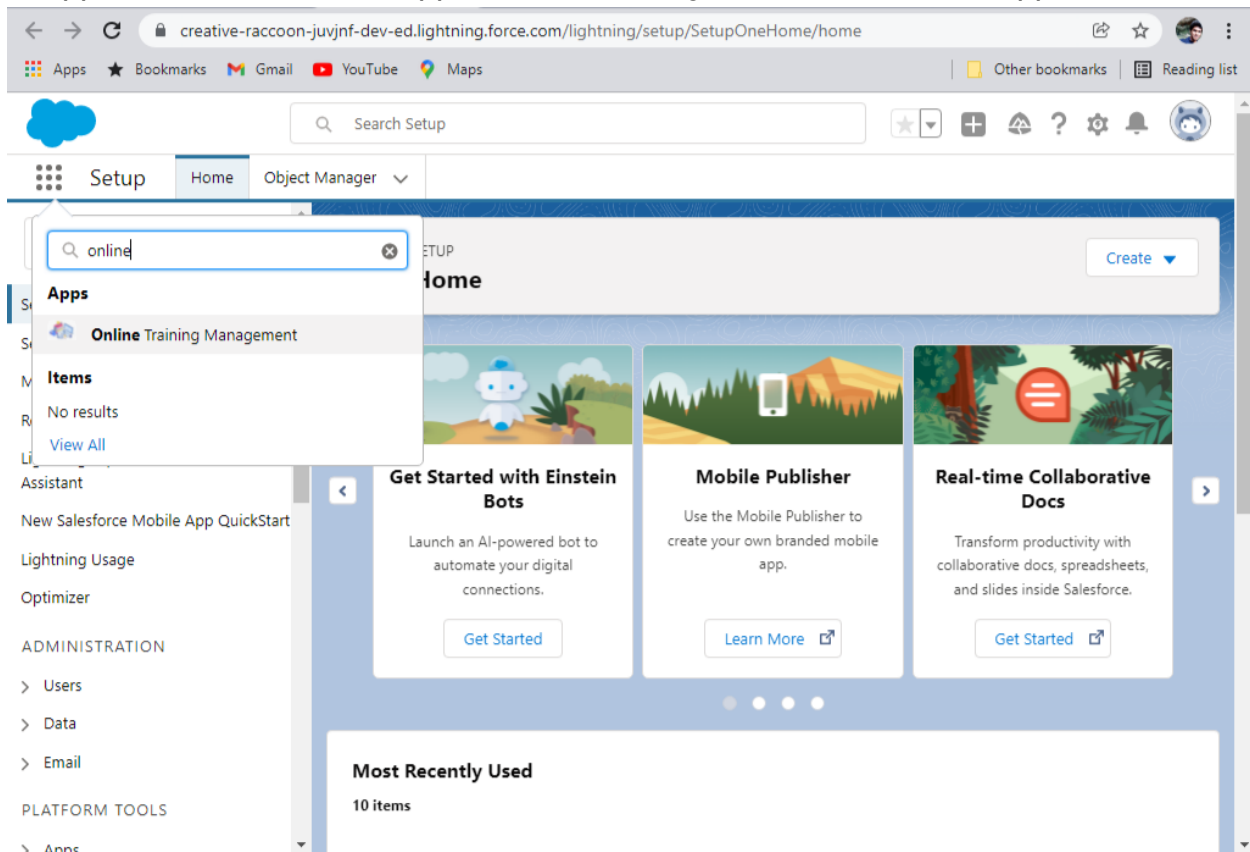 creative-raccoon-juvjnf-dev-ed.lightning.force.com/lightning/setup/SetupOneHome/home
Apps Bookmarks Gmail YouTube Maps Other bookmarks Reading list
Search Setup
Setup Home Object Manager
online
ETUP
Home
Create
Apps
Online Training Management
Items
No results
View All
Assistant
New Salesforce Mobile App QuickStart
Lightning Usage
Optimizer
ADMINISTRATION
Users
Data
Email
PLATFORM TOOLS
Apps
Get Started with Einstein
Bots
Launch an AI-powered bot to
automate your digital
connections.
Get Started
Mobile Publisher
Use the Mobile Publisher to
create your own branded mobile
app.
Learn More
Real-time Collaborative
Docs
Transform productivity with
collaborative docs, spreadsheets,
and slides inside Salesforce.
Get Started
Most Recently Used
10 items